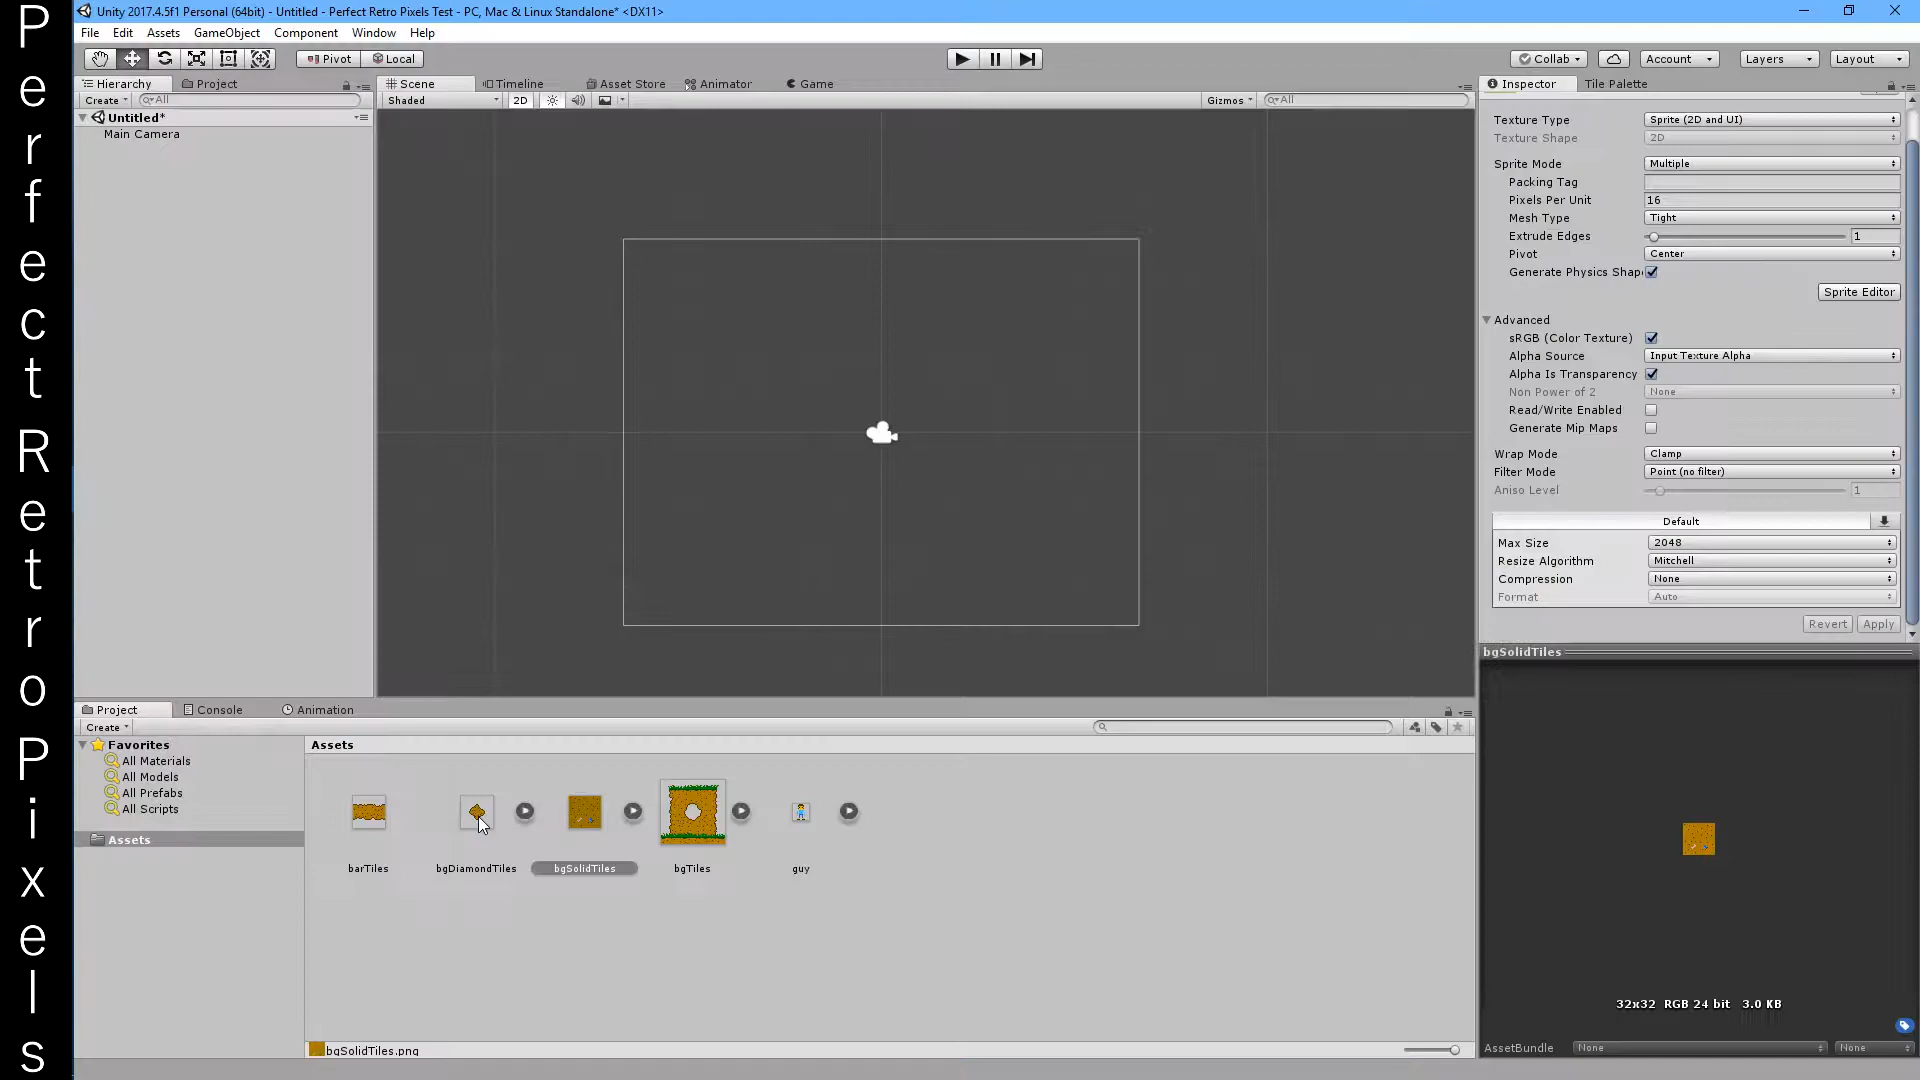 Perfect Retro Pixels
Unity 2017.4.5f1 Personal (64bit) - Untitled - Perfect Retro Pixels Test - PC, Mac & Linux Standalone* <DX11>
File Edit Assets GameObject Component Window Help
Pivot Local Collab Account Layers Layout
Hierarchy Project Scene Timeline Asset Store Animator Game Inspector Tile Palette
Create All Shaded 2D Gizmos All
Untitled*
Main Camera
Texture Type Sprite (2D and UI)
Texture Shape 2D
Sprite Mode Multiple
Packing Tag
Pixels Per Unit 16
Mesh Type Tight
Extrude Edges 1
Pivot Center
Generate Physics Shap
Sprite Editor
Advanced
sRGB (Color Texture)
Alpha Source Input Texture Alpha
Alpha Is Transparency
Non Power of 2 None
Read/Write Enabled
Generate Mip Maps
Wrap Mode Clamp
Filter Mode Point (no filter)
Aniso Level 1
Default
Max Size 2048
Resize Algorithm Mitchell
Compression None
Format Auto
Revert Apply
bgSolidTiles
Project Console Animation
Create
Favorites Assets
All Materials
All Models
All Prefabs
All Scripts
Assets
barTiles bgDiamondTiles bgSolidTiles bgTiles guy
32x32 RGB 24 bit 3.0 KB
bgSolidTiles.png
AssetBundle None None